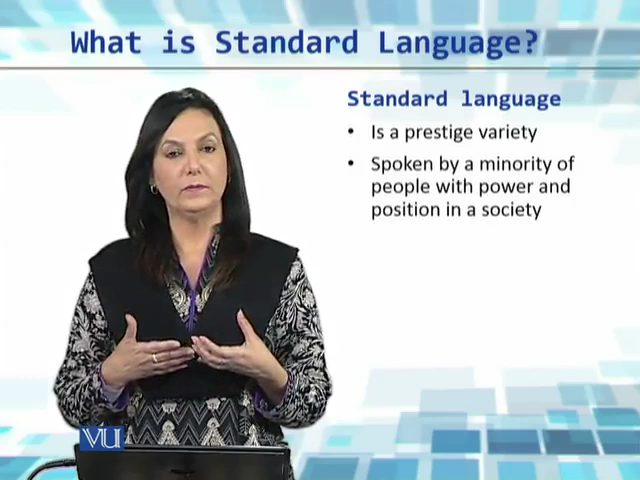 What is Standard Language?
Standard language
• Is a prestige variety
• Spoken by a minority of
people with power and
position in a society
VU